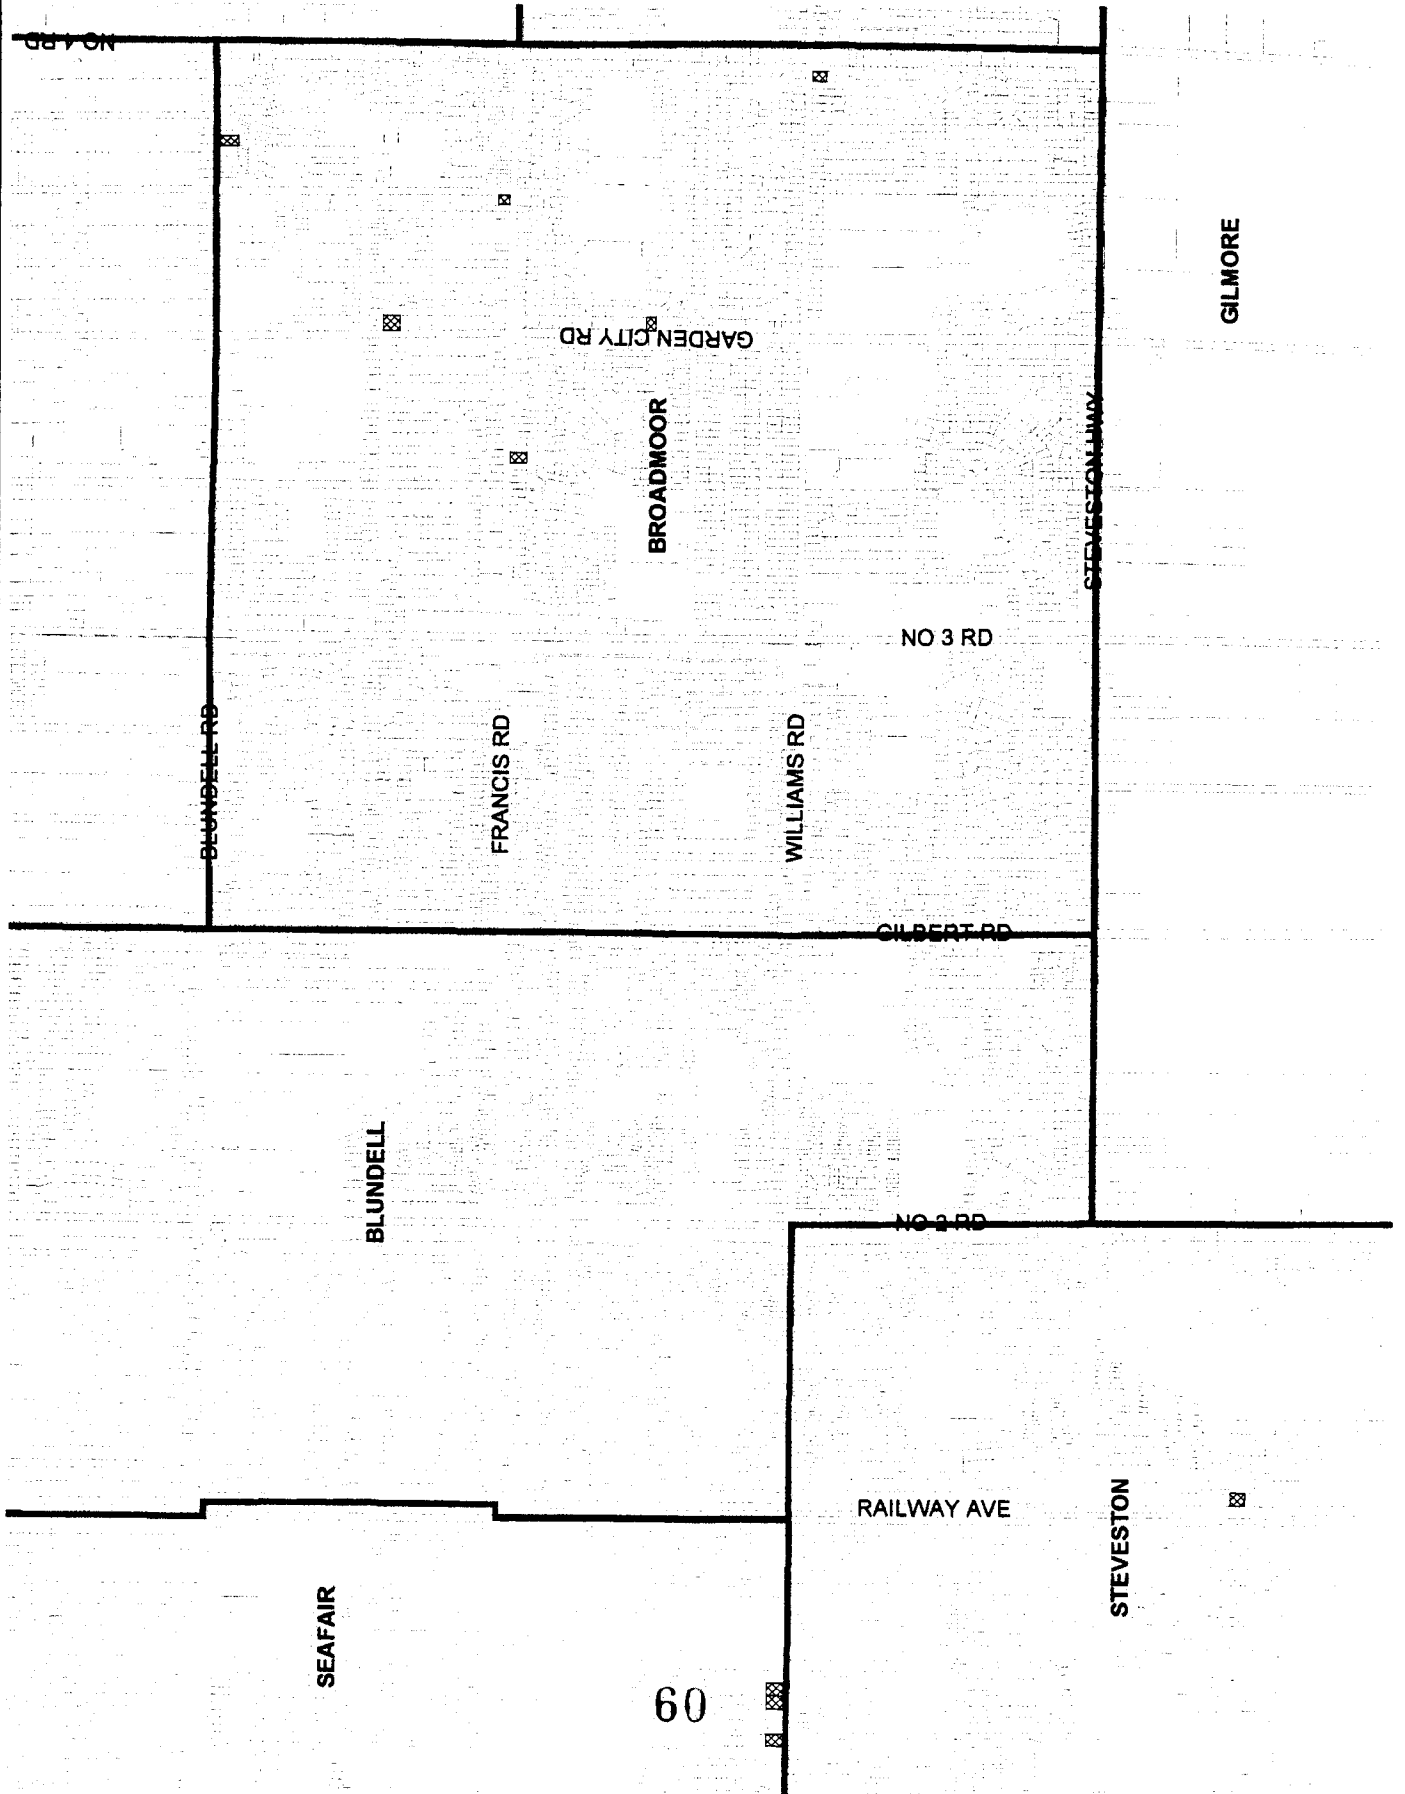 NO 4 RD
GILMORE
GARDEN CITY RD
BROADMOOR
STEVESTON HWY
NO 3 RD
BLUNDELL RD
FRANCIS RD
WILLIAMS RD
GILBERT RD
BLUNDELL
NO 2 RD
RAILWAY AVE
STEVESTON
SEAFAIR
60